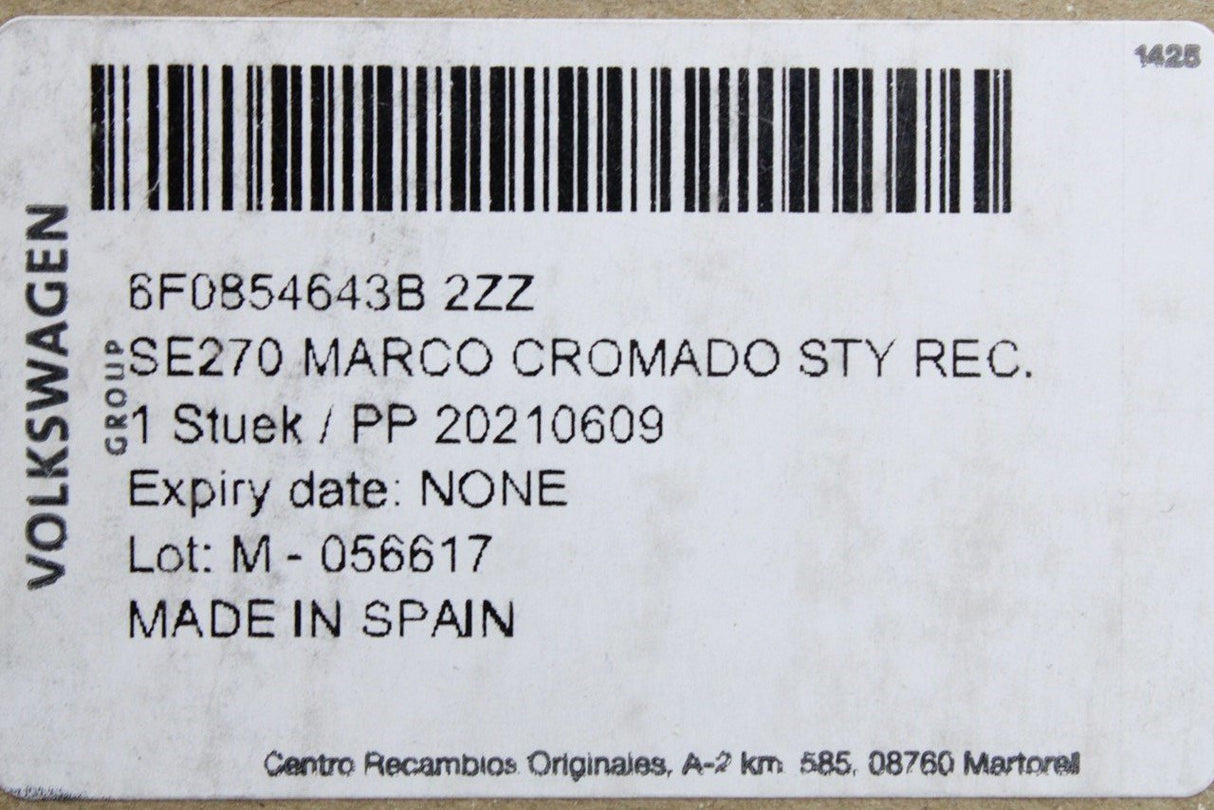 1425
VOLKSWAGEN
GROUP
6F0854643B 2ZZ
SE270 MARCO CROMADO STY REC.
1 Stuek / PP 20210609
Expiry date: NONE
Lot: M - 056617
MADE IN SPAIN
Centro Recambios Originales, A-2 km 585, 08760 Martorell